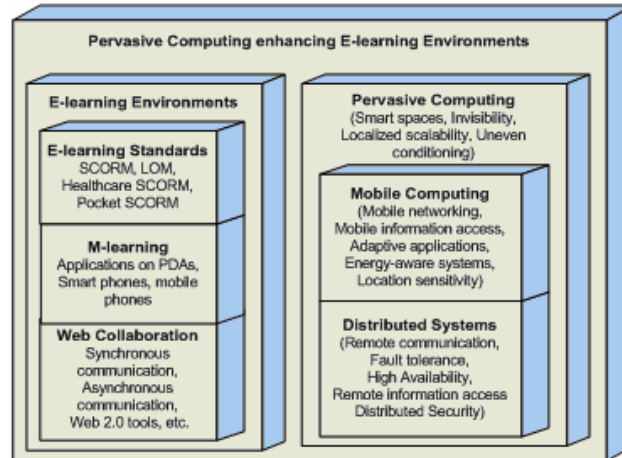 Pervasive Computing enhancing E-learning Environments
E-learning Environments
E-learning Standards
SCORM, LOM,
Healthcare SCORM,
Pocket SCORM
M-learning
Applications on PDAs,
Smart phones, mobile
phones
Web Collaboration
Synchronous
communication,
Asynchronous
communication,
Web 2.0 tools, etc.
Pervasive Computing
(Smart spaces, Invisibility,
Localized scalability, Uneven
conditioning)
Mobile Computing
(Mobile networking,
Mobile information access,
Adaptive applications,
Energy-aware systems,
Location sensitivity)
Distributed Systems
(Remote communication,
Fault tolerance,
High Availability,
Remote information access
Distributed Security)